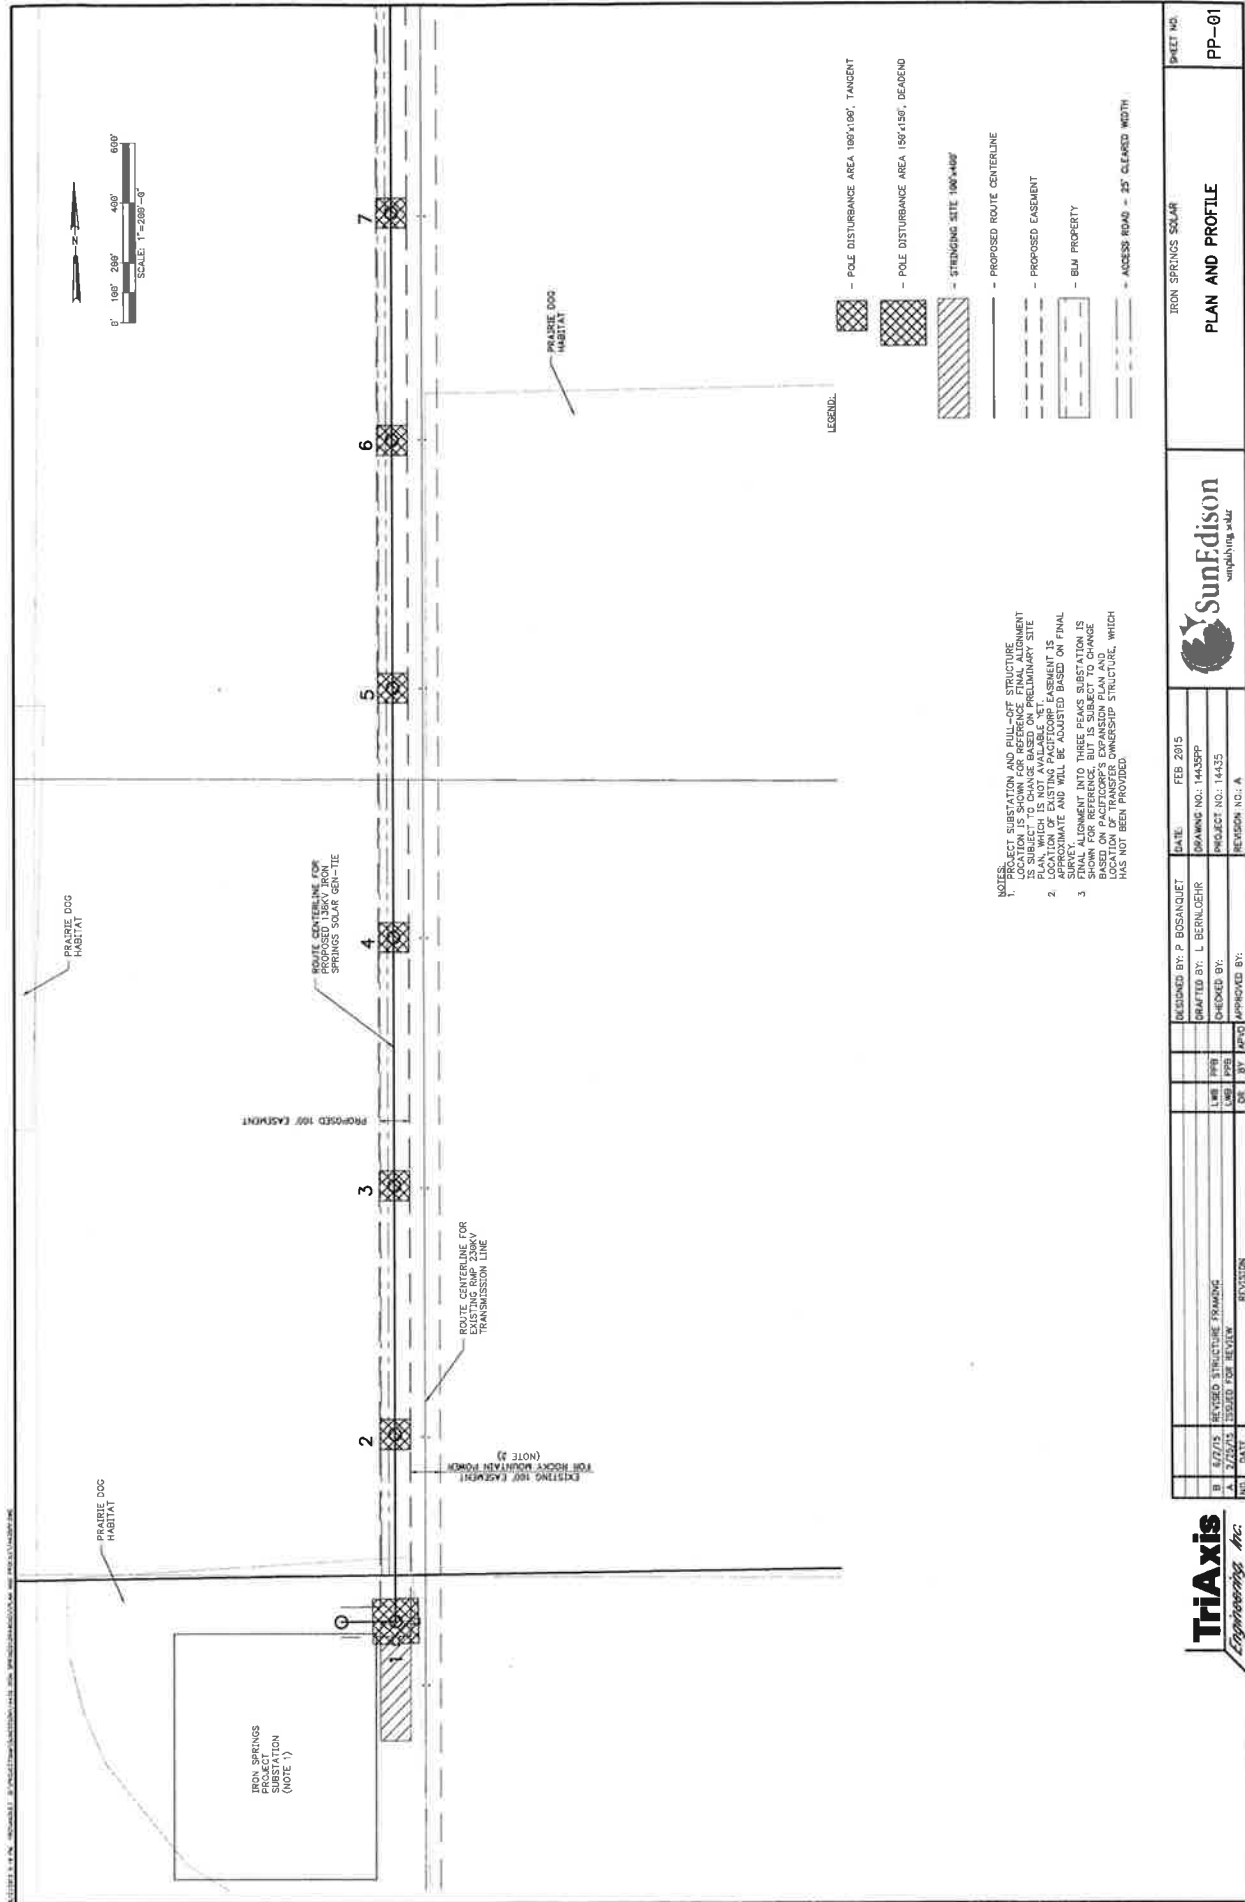 0' 100' 200' 400' 600'
SCALE: 1"=200'-0"
N
PRAIRIE DOG
HABITAT
PRAIRIE DOG
HABITAT
PRAIRIE DOG
HABITAT
IRON SPRINGS
PROJECT
SUBSTATION
(NOTE 1)
1
2
3
4
5
6
7
EXISTING 100' EASEMENT
FOR ROCKY MOUNTAIN POWER
(NOTE 2)
ROUTE CENTERLINE FOR
EXISTING RMP 230KV
TRANSMISSION LINE
PROPOSED 100' EASEMENT
ROUTE CENTERLINE FOR
PROPOSED 138KV IRON
SPRINGS SOLAR GEN-TIE
LEGEND:
- POLE DISTURBANCE AREA 100'x100', TANGENT
- POLE DISTURBANCE AREA 150'x150', DEADEND
- STRINGING SITE 100'x400'
- PROPOSED ROUTE CENTERLINE
- PROPOSED EASEMENT
- BLM PROPERTY
- ACCESS ROAD - 25' CLEARED WIDTH
NOTES:
1. PROJECT SUBSTATION AND PULL-OFF STRUCTURE
LOCATION IS SHOWN FOR REFERENCE. FINAL ALIGNMENT
IS SUBJECT TO CHANGE BASED ON PRELIMINARY SITE
PLAN, WHICH IS NOT AVAILABLE YET.
2. LOCATION OF EXISTING PACIFICORP EASEMENT IS
APPROXIMATE AND WILL BE ADJUSTED BASED ON FINAL
SURVEY.
3 FINAL ALIGNMENT INTO THREE PEAKS SUBSTATION IS
SHOWN FOR REFERENCE, BUT IS SUBJECT TO CHANGE
BASED ON PACIFICORP'S EXPANSION PLAN AND
LOCATION OF TRANSFER OWNERSHIP STRUCTURE, WHICH
HAS NOT BEEN PROVIDED.
TriAxis
Engineering, Inc.
B 6/2/15 REVISED STRUCTURE FRAMING LWB PPB
A 2/25/15 ISSUED FOR REVIEW LWB PPB
NO DATE REVISION DR BY APVD
DESIGNED BY: P BOSANQUET
DRAFTED BY: L BERNLOEHR
CHECKED BY:
APPROVED BY:
DATE: FEB 2015
DRAWING NO.: 14435PP
PROJECT NO.: 14435
REVISION NO.: A
SunEdison
simplifying solar
IRON SPRINGS SOLAR
PLAN AND PROFILE
SHEET NO.
PP-01